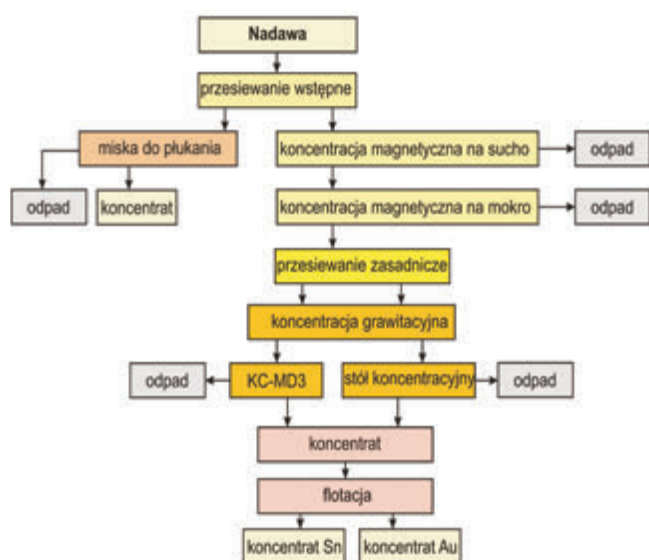 Nadawa
przesiewanie wstępne
miska do płukania
koncentracja magnetyczna na sucho
odpad
odpad
koncentrat
koncentracja magnetyczna na mokro
odpad
przesiewanie zasadnicze
koncentracja grawitacyjna
odpad
KC-MD3
stół koncentracyjny
odpad
koncentrat
flotacja
koncentrat Sn
koncentrat Au